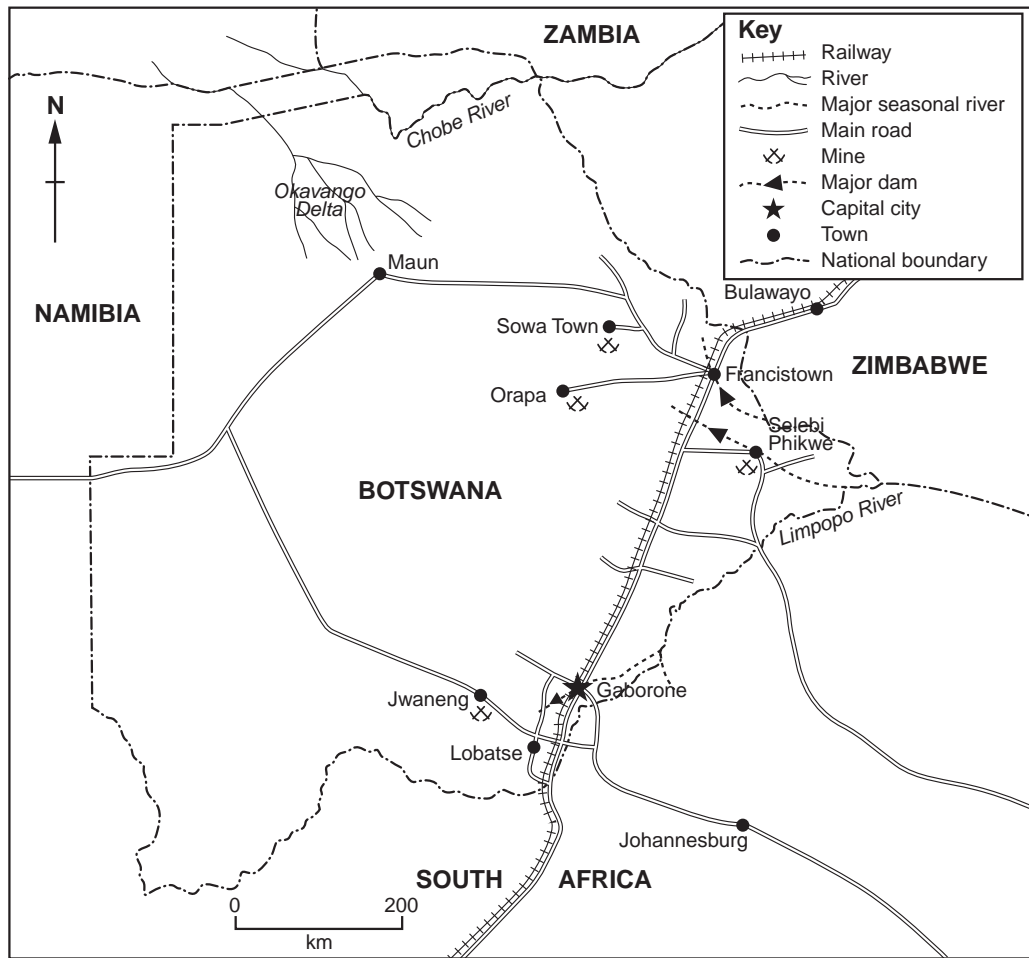 ZAMBIA
Key
Railway
River
Major seasonal river
Main road
Mine
Major dam
Capital city
Town
National boundary
N
Chobe River
Okavango
Delta
Maun
NAMIBIA
Bulawayo
Sowa Town
ZIMBABWE
Francistown
Orapa
Selebi
Phikwe
BOTSWANA
Limpopo River
Gaborone
Jwaneng
Lobatse
Johannesburg
SOUTH AFRICA
0 200
km